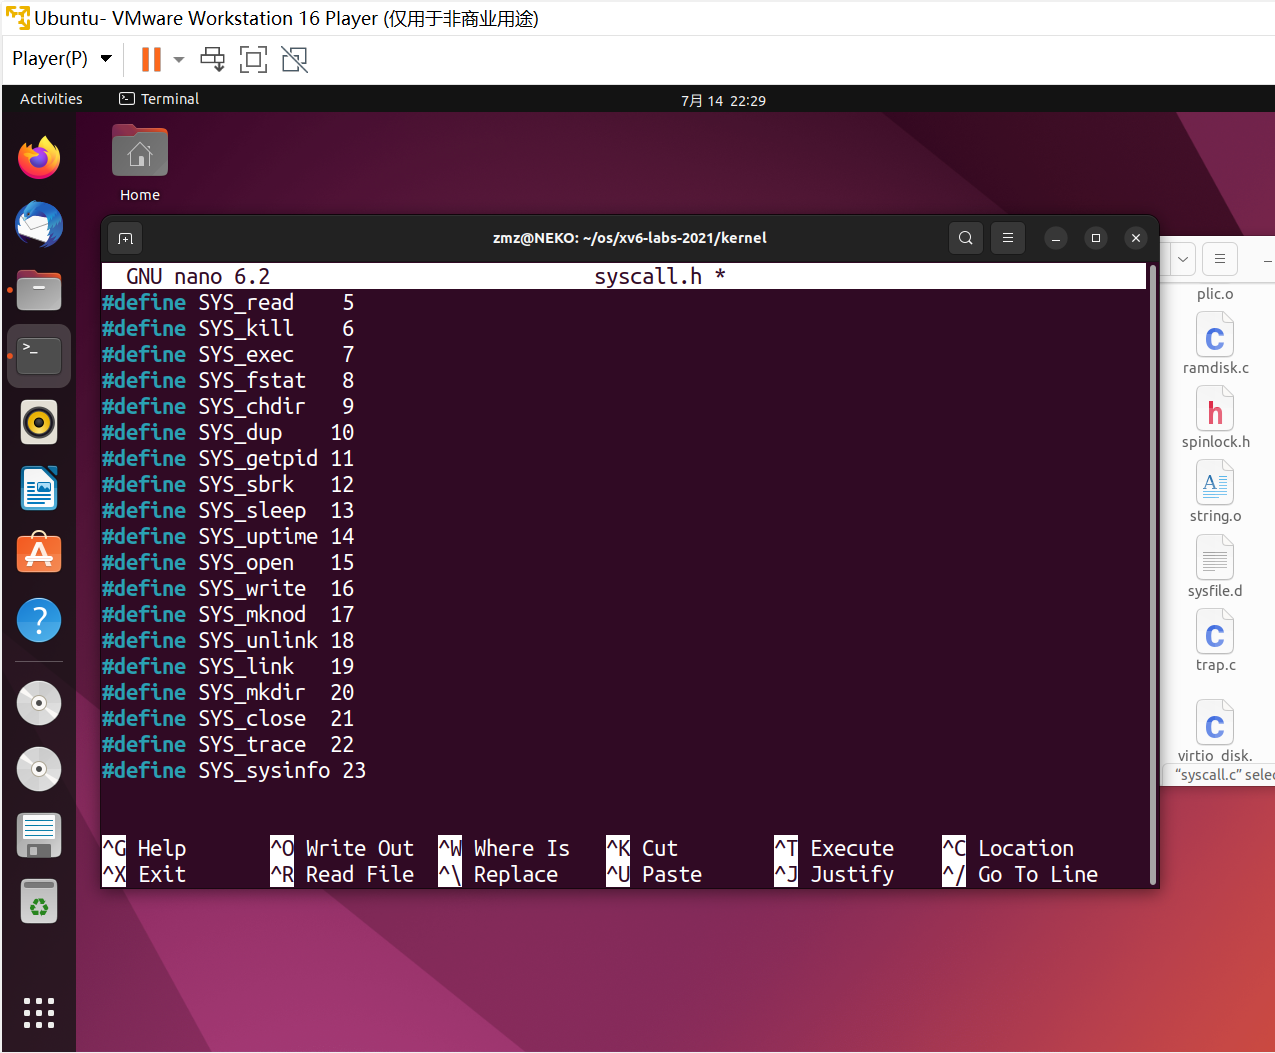 Ubuntu- VMware Workstation 16 Player (仅用于非商业用途)
Player(P)
Activities
Terminal
7月 14 22:29
Home
zmz@NEKO: ~/os/xv6-labs-2021/kernel
GNU nano 6.2 syscall.h *
#define SYS_read 5
#define SYS_kill 6
#define SYS_exec 7
#define SYS_fstat 8
#define SYS_chdir 9
#define SYS_dup 10
#define SYS_getpid 11
#define SYS_sbrk 12
#define SYS_sleep 13
#define SYS_uptime 14
#define SYS_open 15
#define SYS_write 16
#define SYS_mknod 17
#define SYS_unlink 18
#define SYS_link 19
#define SYS_mkdir 20
#define SYS_close 21
#define SYS_trace 22
#define SYS_sysinfo 23
^G Help ^O Write Out ^W Where Is ^K Cut ^T Execute ^C Location
^X Exit ^R Read File ^\ Replace ^U Paste ^J Justify ^/ Go To Line
plic.o
ramdisk.c
spinlock.h
string.o
sysfile.d
trap.c
virtio_disk.
"syscall.c" selec